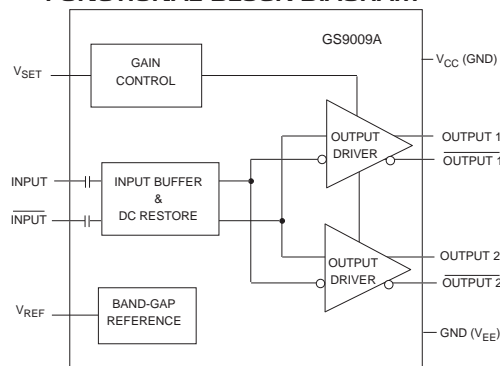 FUNCTIONAL BLOCK DIAGRAM
GS9009A
GAIN
CONTROL
VSET
VCC (GND)
OUTPUT
DRIVER
OUTPUT 1
OUTPUT 1
INPUT
INPUT
INPUT BUFFER
&
DC RESTORE
OUTPUT
DRIVER
OUTPUT 2
OUTPUT 2
VREF
BAND-GAP
REFERENCE
GND (VEE)